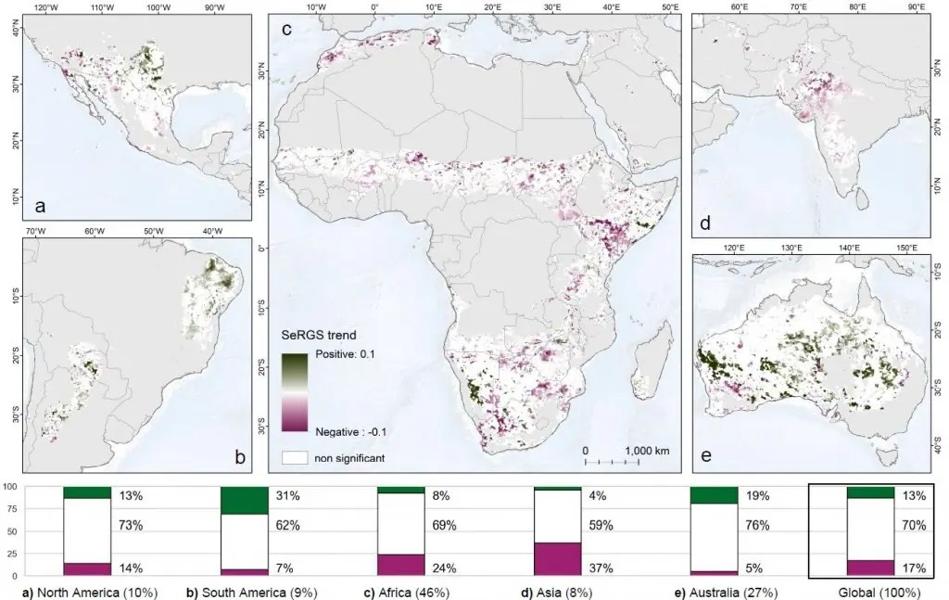 120°W 110°W 100°W 90°W
40°N
30°N
20°N
10°N
a
10°W 0° 10°E 20°E 30°E 40°E 50°E
c
30°N
20°N
10°N
0°
10°S
20°S
30°S
SeRGS trend
Positive: 0.1
Negative : -0.1
non significant
0 1,000 km
60°E 70°E 80°E 90°E
30°N
20°N
10°N
d
70°W 60°W 50°W 40°W
10°S
20°S
30°S
b
120°E 130°E 140°E 150°E
10°S
20°S
30°S
40°S
e
100
75
50
25
0
13% 31% 8% 4% 19% 13%
73% 62% 69% 59% 76% 70%
14% 7% 24% 37% 5% 17%
a) North America (10%) b) South America (9%) c) Africa (46%) d) Asia (8%) e) Australia (27%) Global (100%)